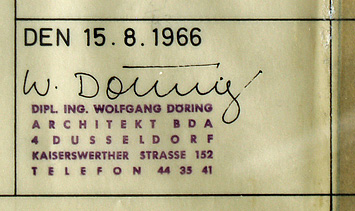 DEN 15.8.1966
W. Döring
DIPL. ING. WOLFGANG DÖRING
ARCHITEKT BDA
4 DUSSELDORF
KAISERSWERTHER STRASSE 152
TELEFON 44 35 41